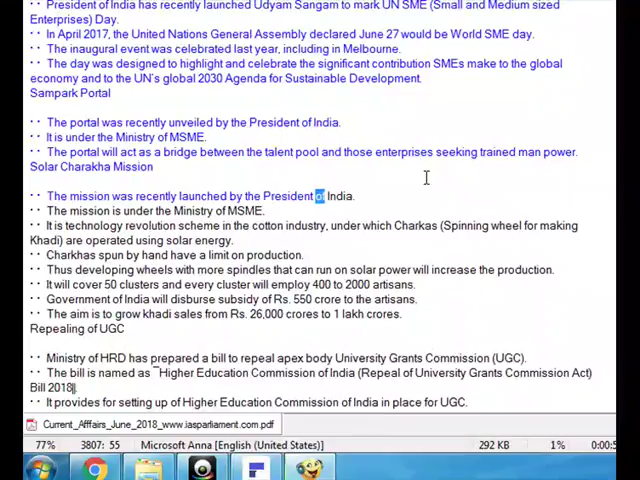 President of India has recently launched Udyam Sangam to mark UN SME (Small and Medium sized
Enterprises) Day.
·· In April 2017, the United Nations General Assembly declared June 27 would be World SME day.
·· The inaugural event was celebrated last year, including in Melbourne.
·· The day was designed to highlight and celebrate the significant contribution SMEs make to the global
economy and to the UN's global 2030 Agenda for Sustainable Development.
Sampark Portal
·· The portal was recently unveiled by the President of India.
·· It is under the Ministry of MSME.
·· The portal will act as a bridge between the talent pool and those enterprises seeking trained man power.
Solar Charakha Mission
·· The mission was recently launched by the President of India.
·· The mission is under the Ministry of MSME.
·· It is technology revolution scheme in the cotton industry, under which Charkas (Spinning wheel for making
Khadi) are operated using solar energy.
·· Charkhas spun by hand have a limit on production.
·· Thus developing wheels with more spindles that can run on solar power will increase the production.
·· It will cover 50 clusters and every cluster will employ 400 to 2000 artisans.
·· Government of India will disburse subsidy of Rs. 550 crore to the artisans.
·· The aim is to grow khadi sales from Rs. 26,000 crores to 1 lakh crores.
Repealing of UGC
·· Ministry of HRD has prepared a bill to repeal apex body University Grants Commission (UGC).
·· The bill is named as ¯Higher Education Commission of India (Repeal of University Grants Commission Act)
Bill 2018‖.
·· It provides for setting up of Higher Education Commission of India in place for UGC.
Current_Afffairs_June_2018_www.iasparliament.com.pdf
77% 3807: 55 Microsoft Anna [English (United States)] 292 KB 1% 0:00:5